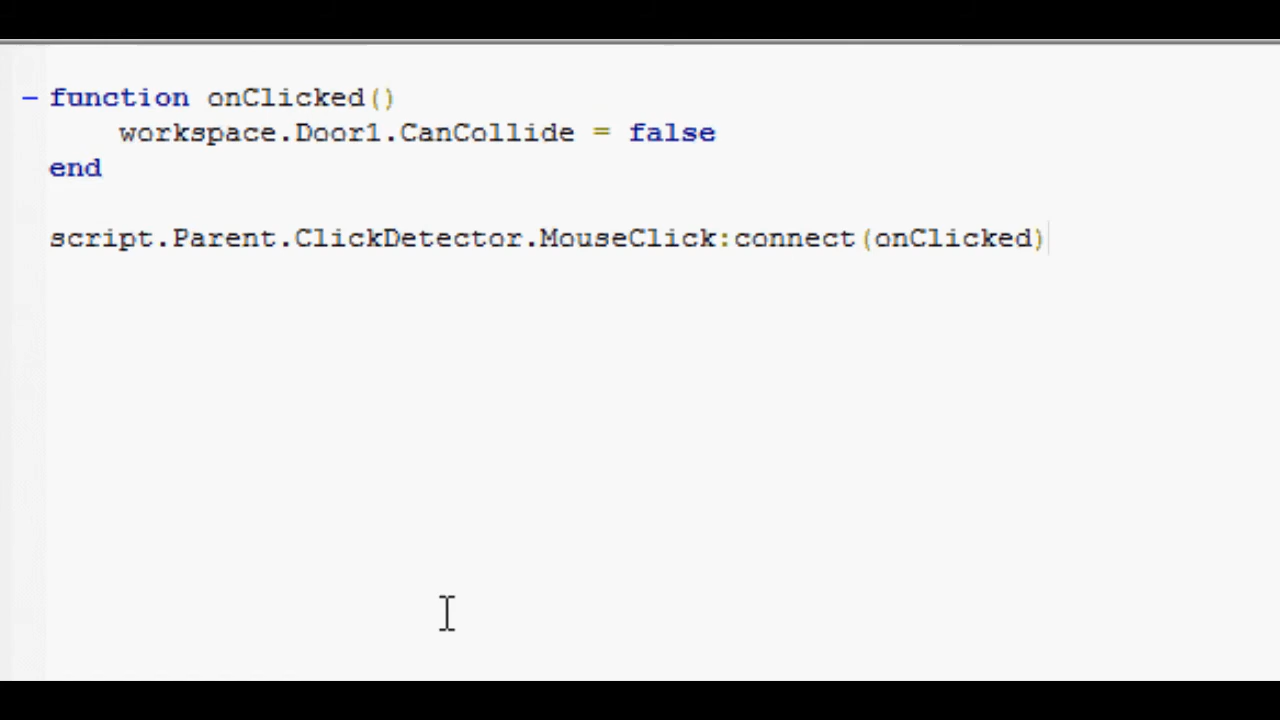 function onClicked()
    workspace.Door1.CanCollide = false
end
script.Parent.ClickDetector.MouseClick:connect(onClicked)